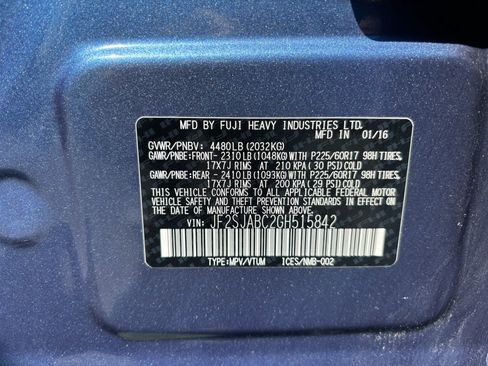 MFD BY FUJI HEAVY INDUSTRIES LTD. 01/16
GVWR/PNBV: 4480LB(2032KG)
GAWR/PNBE:FRONT- 2310LB(1048KG)WITH P225/60R17 98H TIRES,
17X7J RIMS AT 210 KPA(30 PSI)COLD
GAWR/PNBE:REAR - 2410LB(1093KG)WITH P225/60R17 98H TIRES,
17X7J RIMS AT 200 KPA(29 PSI)COLD
THIS VEHICLE CONFORMS TO ALL APPLICABLE FEDERAL
MOTOR VEHICLE SAFETY AND THEFT PREVENTION STANDARDS
IN EFFECT ON THE DATE OF MANUFACTURE SHOWN ABOVE.
VIN: JF2SJABC2GH515842
TYPE:MPV/VTUM ICES/NMB-002